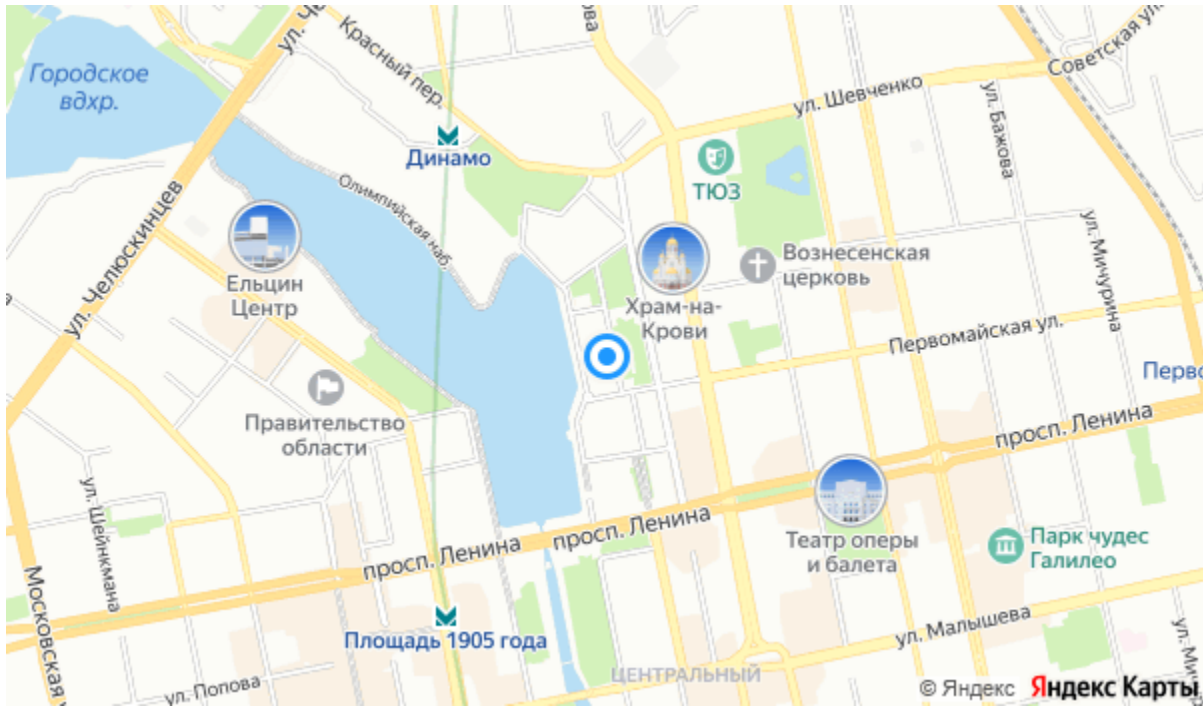 ул. Че
ова
Красный пер.
Советская ул.
Городское
вдхр.
ул. Шевченко
ул. Бажова
Динамо
ТЮЗ
Олимпийская наб.
ул. Челюскинцев
Ельцин
Центр
Храм-на-
Крови
Вознесенская
церковь
ул. Мичурина
Первомайская ул.
Перво
Правительство
области
просп. Ленина
ул. Шейнкмана
просп. Ленина
просп. Ленина
Театр оперы
и балета
Парк чудес
Галилео
Московская у
Площадь 1905 года
ул. Малышева
ул. Мич
ул. Попова
ЦЕНТРАЛЬНЫЙ
© Яндекс Яндекс Карты